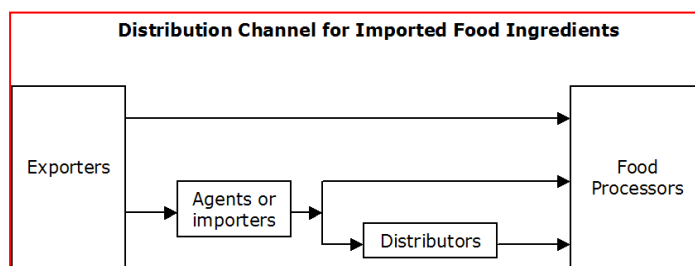 Distribution Channel for Imported Food Ingredients
Exporters
Agents or
importers
Distributors
Food
Processors